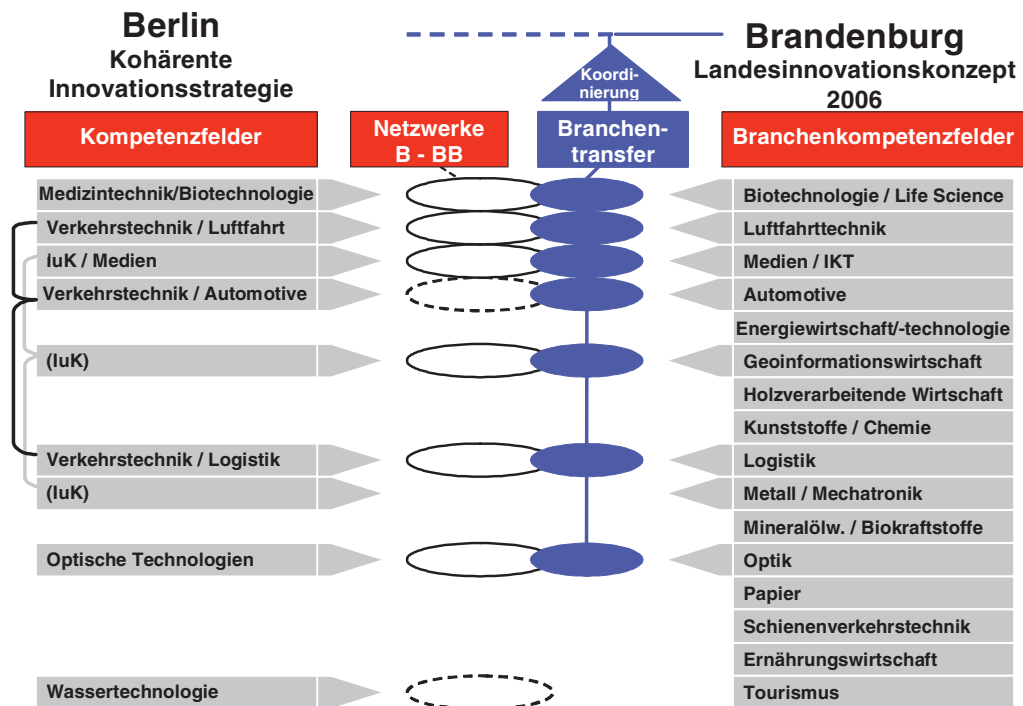 Berlin
Kohärente
Innovationsstrategie
Koordi-
nierung
Brandenburg
Landesinnovationskonzept
2006
Kompetenzfelder
Netzwerke
B - BB
Branchen-
transfer
Branchenkompetenzfelder
Medizintechnik/Biotechnologie
Biotechnologie / Life Science
Verkehrstechnik / Luftfahrt
Luftfahrttechnik
IuK / Medien
Medien / IKT
Verkehrstechnik / Automotive
Automotive
Energiewirtschaft/-technologie
(IuK)
Geoinformationswirtschaft
Holzverarbeitende Wirtschaft
Kunststoffe / Chemie
Verkehrstechnik / Logistik
Logistik
(IuK)
Metall / Mechatronik
Mineralölw. / Biokraftstoffe
Optische Technologien
Optik
Papier
Schienenverkehrstechnik
Ernährungswirtschaft
Wassertechnologie
Tourismus